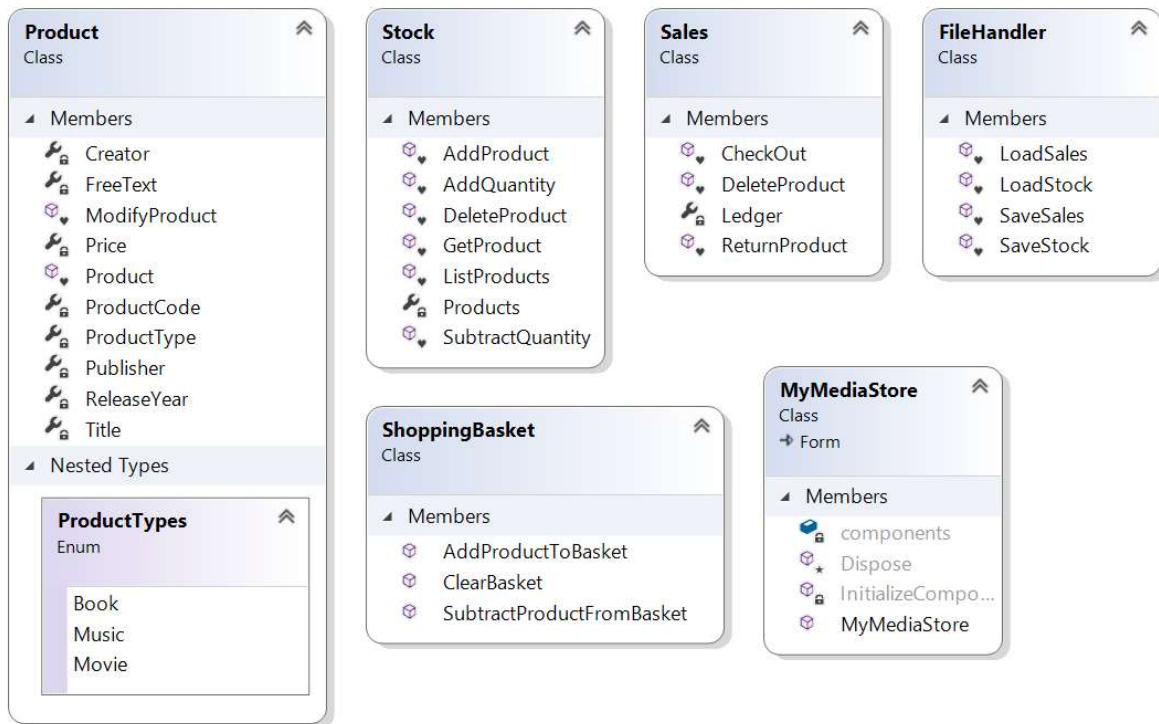 Product
Class
Members
Creator
FreeText
ModifyProduct
Price
Product
ProductCode
ProductType
Publisher
ReleaseYear
Title
Nested Types
ProductTypes
Enum
Book
Music
Movie
Stock
Class
Members
AddProduct
AddQuantity
DeleteProduct
GetProduct
ListProducts
Products
SubtractQuantity
Sales
Class
Members
CheckOut
DeleteProduct
Ledger
ReturnProduct
FileHandler
Class
Members
LoadSales
LoadStock
SaveSales
SaveStock
ShoppingBasket
Class
Members
AddProductToBasket
ClearBasket
SubtractProductFromBasket
MyMediaStore
Class
Form
Members
components
Dispose
InitializeCompo...
MyMediaStore